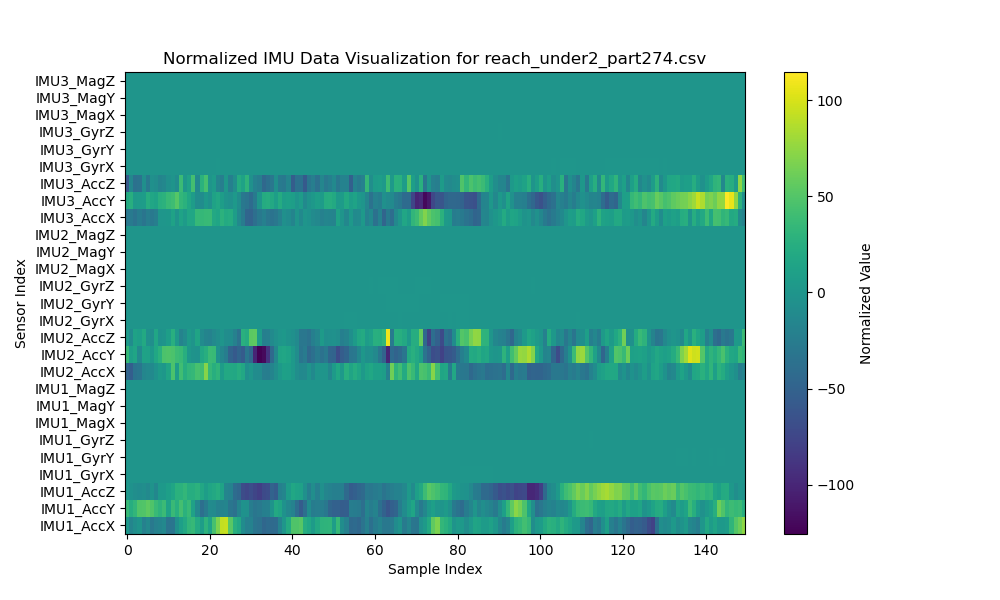 Normalized IMU Data Visualization for reach_under2_part274.csv
IMU3_MagZ
IMU3_MagY
IMU3_MagX
IMU3_GyrZ
IMU3_GyrY
IMU3_GyrX
IMU3_AccZ
IMU3_AccY
IMU3_AccX
IMU2_MagZ
IMU2_MagY
IMU2_MagX
IMU2_GyrZ
IMU2_GyrY
IMU2_GyrX
IMU2_AccZ
IMU2_AccY
IMU2_AccX
IMU1_MagZ
IMU1_MagY
IMU1_MagX
IMU1_GyrZ
IMU1_GyrY
IMU1_GyrX
IMU1_AccZ
IMU1_AccY
IMU1_AccX
Sensor Index
0 20 40 60 80 100 120 140
Sample Index
100
50
0
−50
−100
Normalized Value